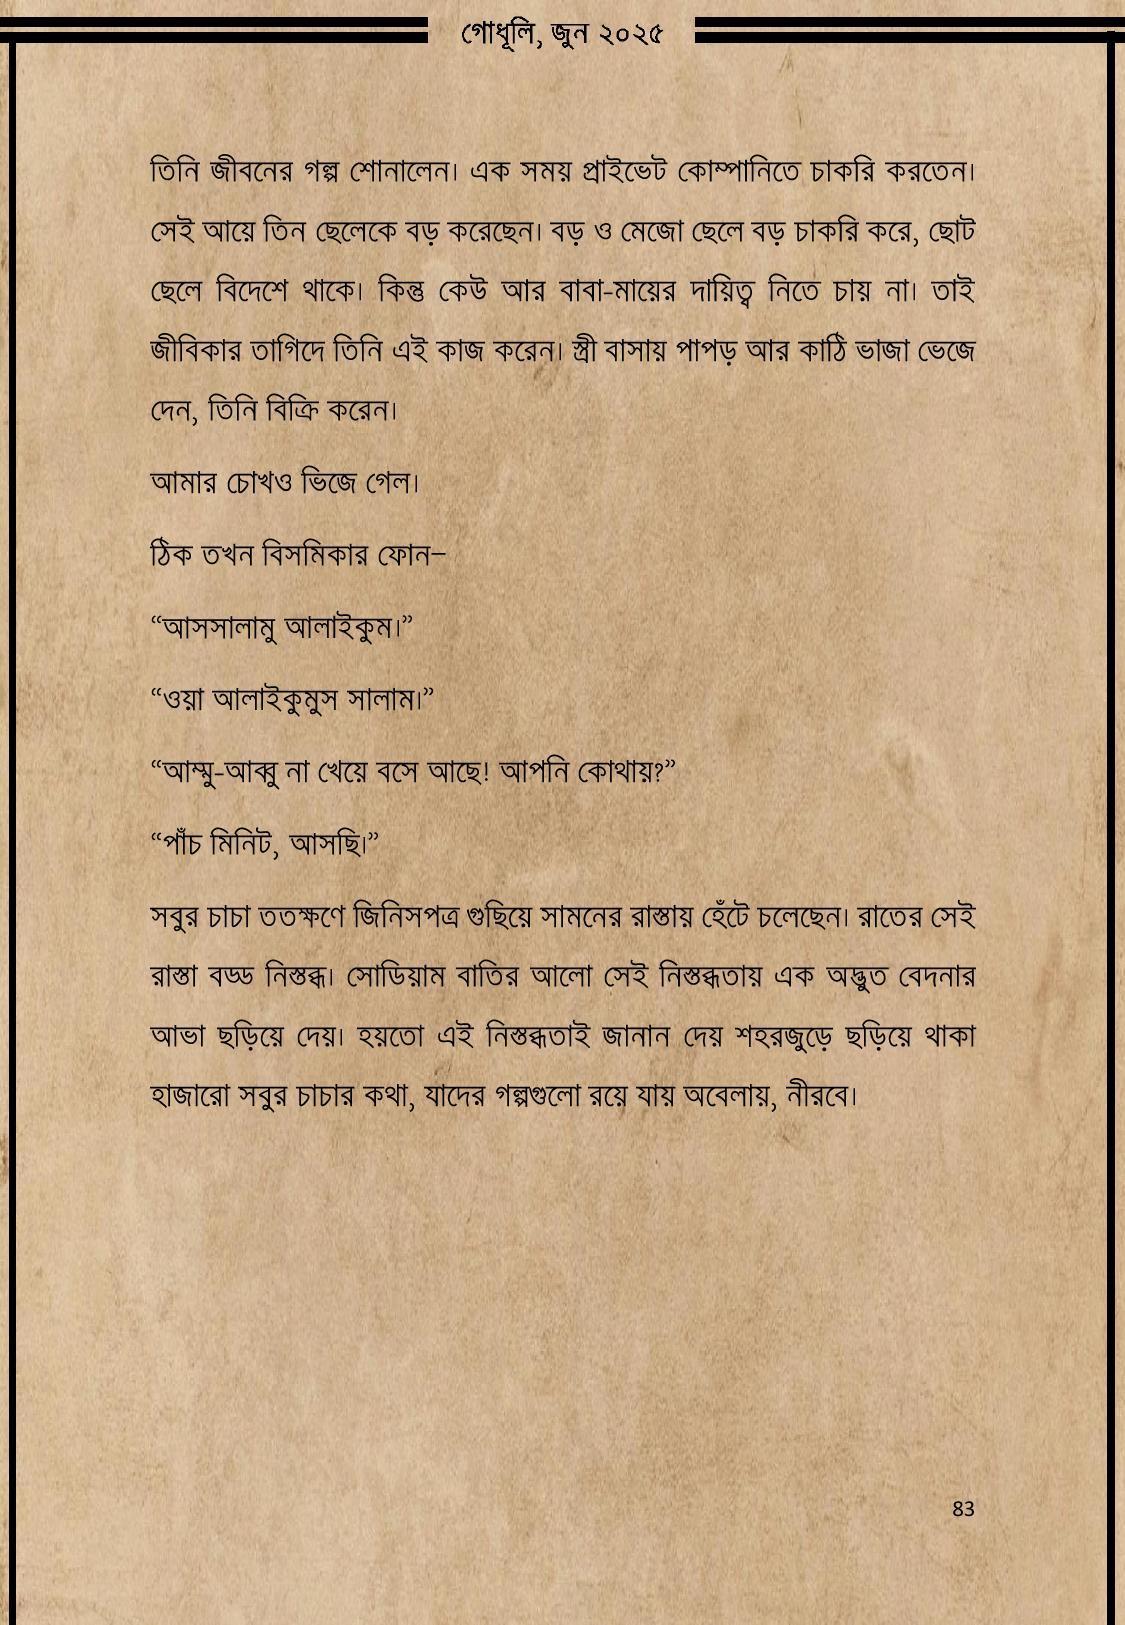 গোধূলি, জুন ২০২৫
তিনি জীবনের গল্প শোনালেন। এক সময় প্রাইভেট কোম্পানিতে চাকরি করতেন।
সেই আয়ে তিন ছেলেকে বড় করেছেন। বড় ও মেজো ছেলে বড় চাকরি করে, ছোট
ছেলে বিদেশে থাকে। কিন্তু কেউ আর বাবা-মায়ের দায়িত্ব নিতে চায় না। তাই
জীবিকার তাগিদে তিনি এই কাজ করেন। স্ত্রী বাসায় পাপড় আর কাঠি ভাজা ভেজে
দেন, তিনি বিক্রি করেন।
আমার চোখও ভিজে গেল।
ঠিক তখন বিসমিকার ফোন–
“আসসালামু আলাইকুম।”
“ওয়া আলাইকুমুস সালাম।”
“আম্মু-আব্বু না খেয়ে বসে আছে! আপনি কোথায়?”
“পাঁচ মিনিট, আসছি।”
সবুর চাচা ততক্ষণে জিনিসপত্র গুছিয়ে সামনের রাস্তায় হেঁটে চলেছেন। রাতের সেই
রাস্তা বড্ড নিস্তব্ধ। সোডিয়াম বাতির আলো সেই নিস্তব্ধতায় এক অদ্ভুত বেদনার
আভা ছড়িয়ে দেয়। হয়তো এই নিস্তব্ধতাই জানান দেয় শহরজুড়ে ছড়িয়ে থাকা
হাজারো সবুর চাচার কথা, যাদের গল্পগুলো রয়ে যায় অবেলায়, নীরবে।
83